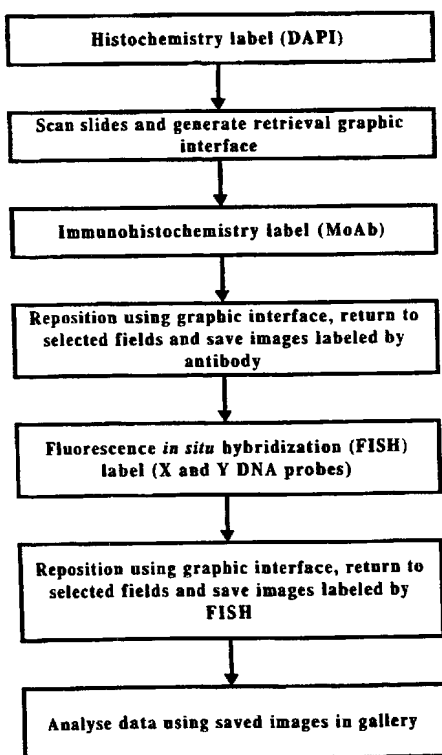 Histochemistry label (DAPI)
Scan slides and generate retrieval graphic
interface
Immunohistochemistry label (MoAb)
Reposition using graphic interface, return to
selected fields and save images labeled by
antibody
Fluorescence in situ hybridization (FISH)
label (X and Y DNA probes)
Reposition using graphic interface, return to
selected fields and save images labeled by
FISH
Analyse data using saved images in gallery